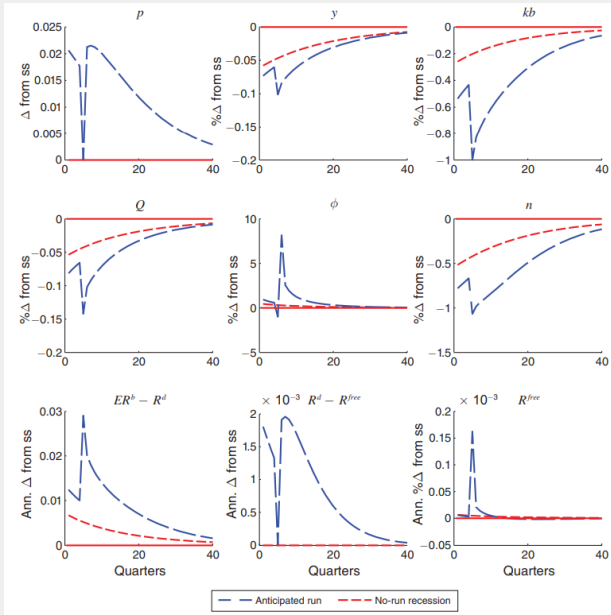 p y kb
0.025 0 0
0.02 −0.05 −0.2
0.015 −0.4
Δ from ss %Δ from ss −0.1 %Δ from ss
0.01 −0.6
0.005 −0.15 −0.8
0 −0.2 −1
0 20 40 0 20 40 0 20 40
Q ϕ n
0 10 0
−0.05 −0.5
5
%Δ from ss −0.1 %Δ from ss %Δ from ss −1
0
−0.15 −1.5
−0.2 −5 −2
0 20 40 0 20 40 0 20 40
ER^b − R^d × 10^−3 R^d − R^free × 10^−3 R^free
0.03 2 0.2
0.15
0.02 1.5
Ann. Δ from ss Ann. Δ from ss 1 Ann. %Δ from ss 0.1
0.01 0.05
0.5
0
0 0 −0.05
0 20 40 0 20 40 0 20 40
Quarters Quarters Quarters
Anticipated run No-run recession